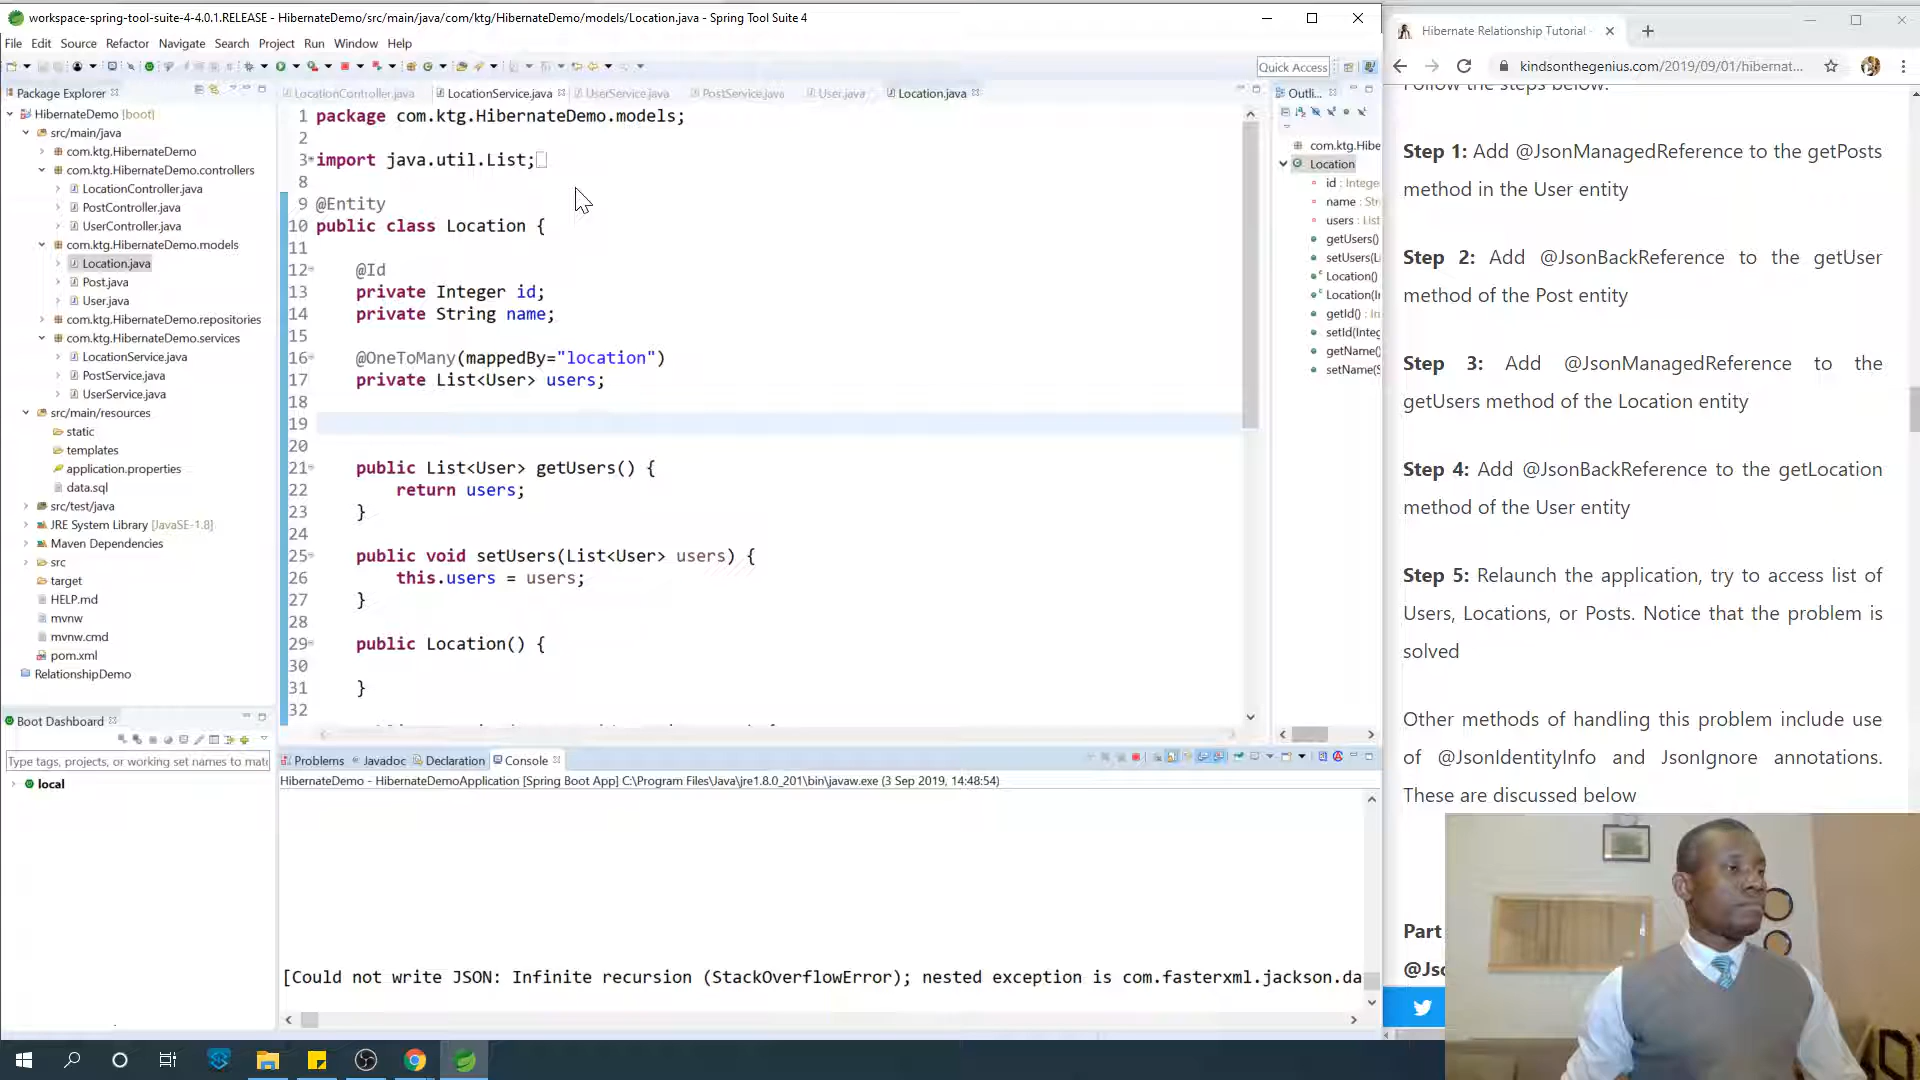 workspace-spring-tool-suite-4-4.0.1.RELEASE - HibernateDemo/src/main/java/com/ktg/HibernateDemo/models/Location.java - Spring Tool Suite 4
File Edit Source Refactor Navigate Search Project Run Window Help
Quick Access
Package Explorer
HibernateDemo [boot]
src/main/java
com.ktg.HibernateDemo
com.ktg.HibernateDemo.controllers
LocationController.java
PostController.java
UserController.java
com.ktg.HibernateDemo.models
Location.java
Post.java
User.java
com.ktg.HibernateDemo.repositories
com.ktg.HibernateDemo.services
LocationService.java
PostService.java
UserService.java
src/main/resources
static
templates
application.properties
data.sql
src/test/java
JRE System Library [JavaSE-1.8]
Maven Dependencies
src
target
HELP.md
mvnw
mvnw.cmd
pom.xml
RelationshipDemo
Boot Dashboard
Type tags, projects, or working set names to mat
local
LocationController.java LocationService.java UserService.java PostService.java User.java Location.java
1 package com.ktg.HibernateDemo.models;
2
3 import java.util.List;
8
9 @Entity
10 public class Location {
11
12 @Id
13 private Integer id;
14 private String name;
15
16 @OneToMany(mappedBy="location")
17 private List<User> users;
18
19
20
21 public List<User> getUsers() {
22 return users;
23 }
24
25 public void setUsers(List<User> users) {
26 this.users = users;
27 }
28
29 public Location() {
30
31 }
32
Outli...
com.ktg.Hibe
Location
id : Intege
name : Str
users : List
getUsers()
setUsers(L
Location()
Location(In
getId() : In
setId(Integ
getName()
setName(S
Problems Javadoc Declaration Console
HibernateDemo - HibernateDemoApplication [Spring Boot App] C:\Program Files\Java\jre1.8.0_201\bin\javaw.exe (3 Sep 2019, 14:48:54)
[Could not write JSON: Infinite recursion (StackOverflowError); nested exception is com.fasterxml.jackson.da
Hibernate Relationship Tutorial
kindsonthegenius.com/2019/09/01/hibernat...
Follow the steps below:
Step 1: Add @JsonManagedReference to the getPosts
method in the User entity
Step 2: Add @JsonBackReference to the getUser
method of the Post entity
Step 3: Add @JsonManagedReference to the
getUsers method of the Location entity
Step 4: Add @JsonBackReference to the getLocation
method of the User entity
Step 5: Relaunch the application, try to access list of
Users, Locations, or Posts. Notice that the problem is
solved
Other methods of handling this problem include use
of @JsonIdentityInfo and JsonIgnore annotations.
These are discussed below
Part
@Jso